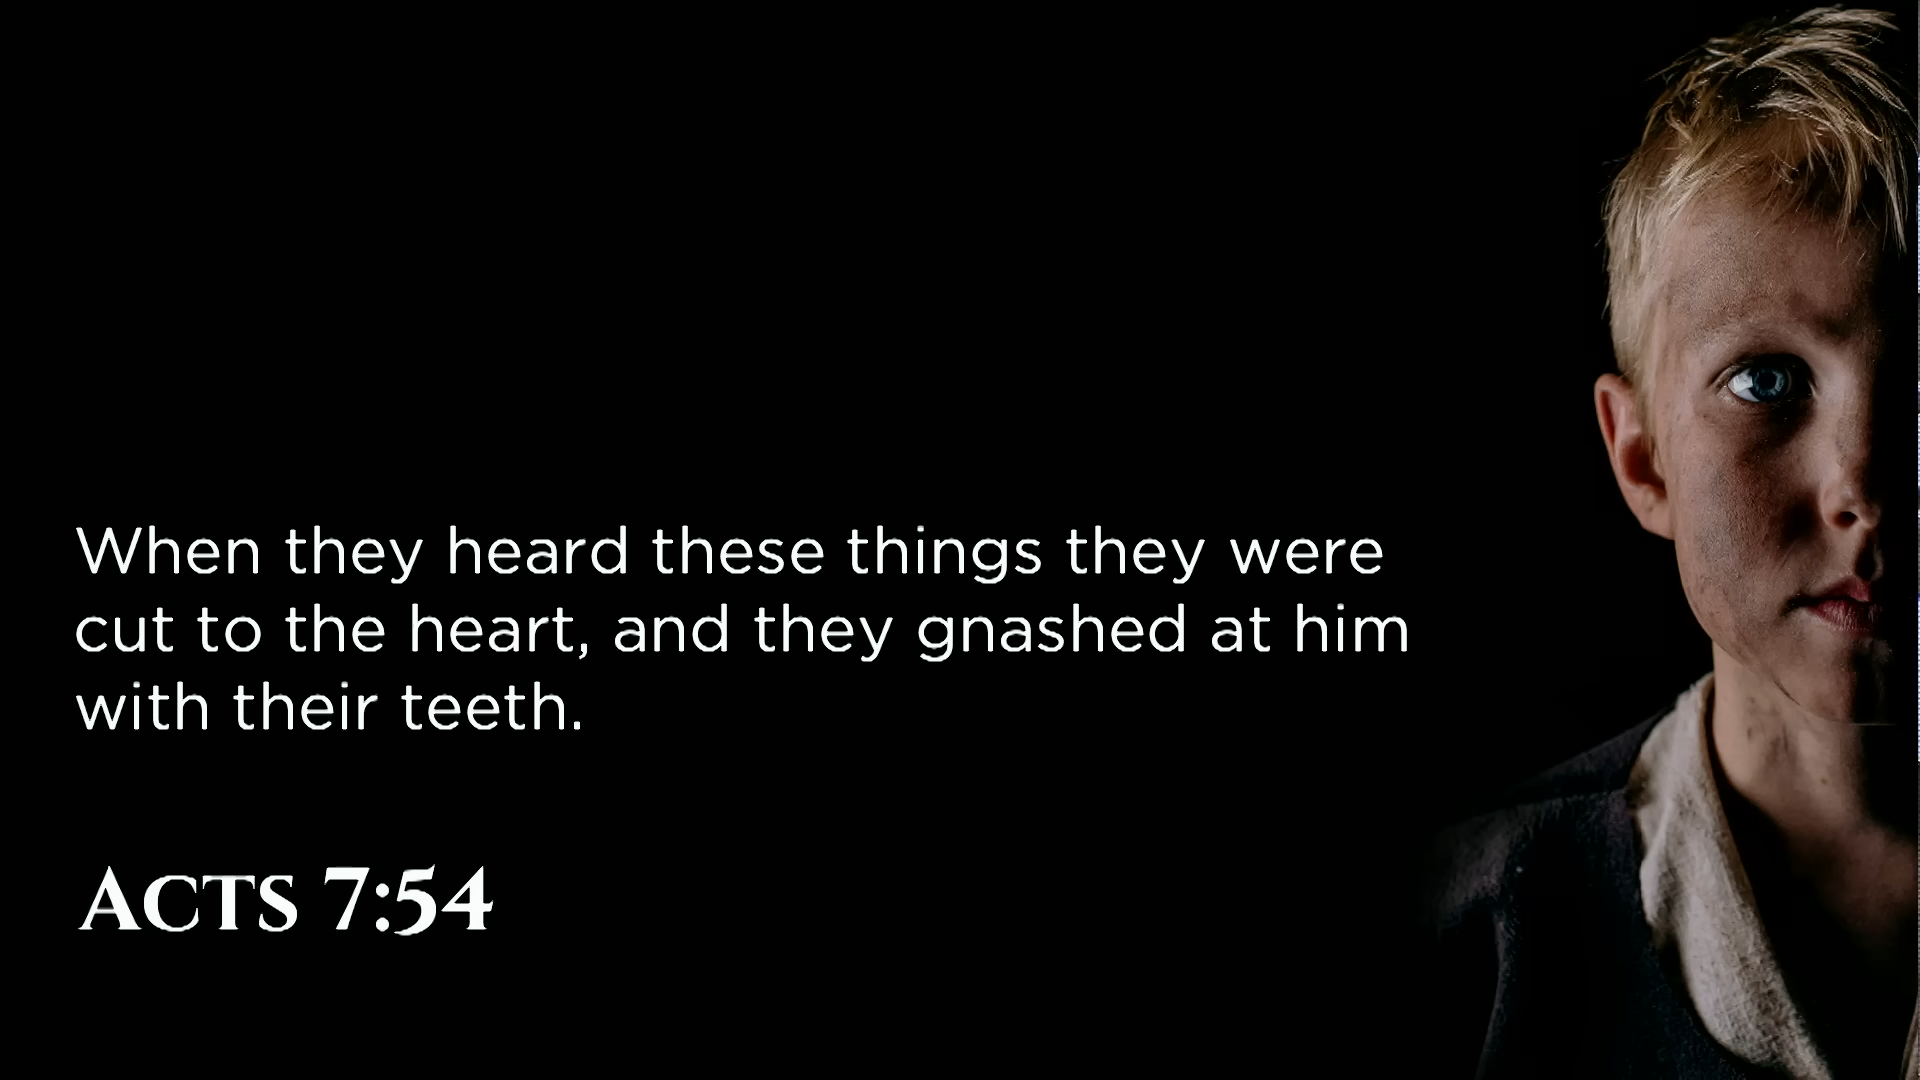 When they heard these things they were
cut to the heart, and they gnashed at him
with their teeth.
Acts 7:54